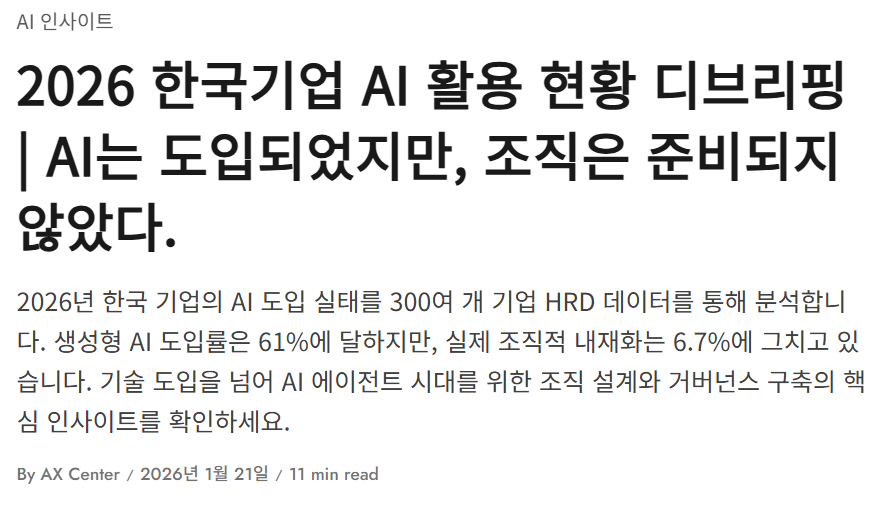 AI 인사이트
2026 한국기업 AI 활용 현황 디브리핑
| AI는 도입되었지만, 조직은 준비되지
않았다.
2026년 한국 기업의 AI 도입 실태를 300여 개 기업 HRD 데이터를 통해 분석합니
다. 생성형 AI 도입률은 61%에 달하지만, 실제 조직적 내재화는 6.7%에 그치고 있
습니다. 기술 도입을 넘어 AI 에이전트 시대를 위한 조직 설계와 거버넌스 구축의 핵
심 인사이트를 확인하세요.
By AX Center / 2026년 1월 21일 / 11 min read